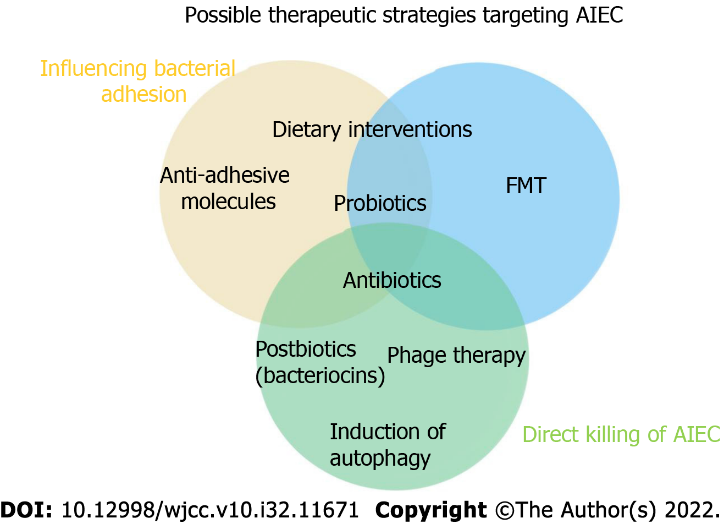 Possible therapeutic strategies targeting AIEC
Influencing bacterial
adhesion
Dietary interventions
Anti-adhesive
molecules
FMT
Probiotics
Antibiotics
Postbiotics
(bacteriocins)
Phage therapy
Induction of
autophagy
Direct killing of AIEC
DOI: 10.12998/wjcc.v10.i32.11671 Copyright ©The Author(s) 2022.